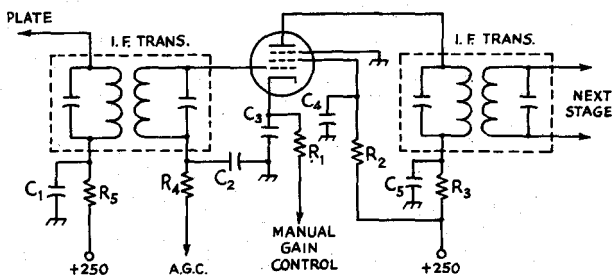 PLATE
I.F. TRANS.
I.F. TRANS.
NEXT
STAGE
C3
C4
R1
R2
C1
R5
R4
C2
C5
R3
+250
A.G.C.
MANUAL
GAIN
CONTROL
+250